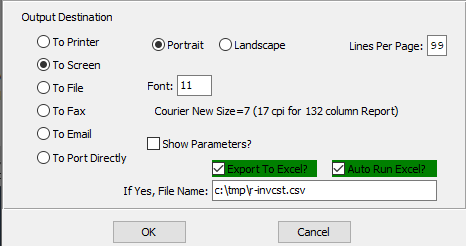 Output Destination
To Printer
Portrait
Landscape
Lines Per Page: 99
To Screen
To File
Font: 11
To Fax
Courier New Size=7 (17 cpi for 132 column Report)
To Email
Show Parameters?
To Port Directly
Export To Excel?
Auto Run Excel?
If Yes, File Name: c:\tmp\r-invcst.csv
OK
Cancel